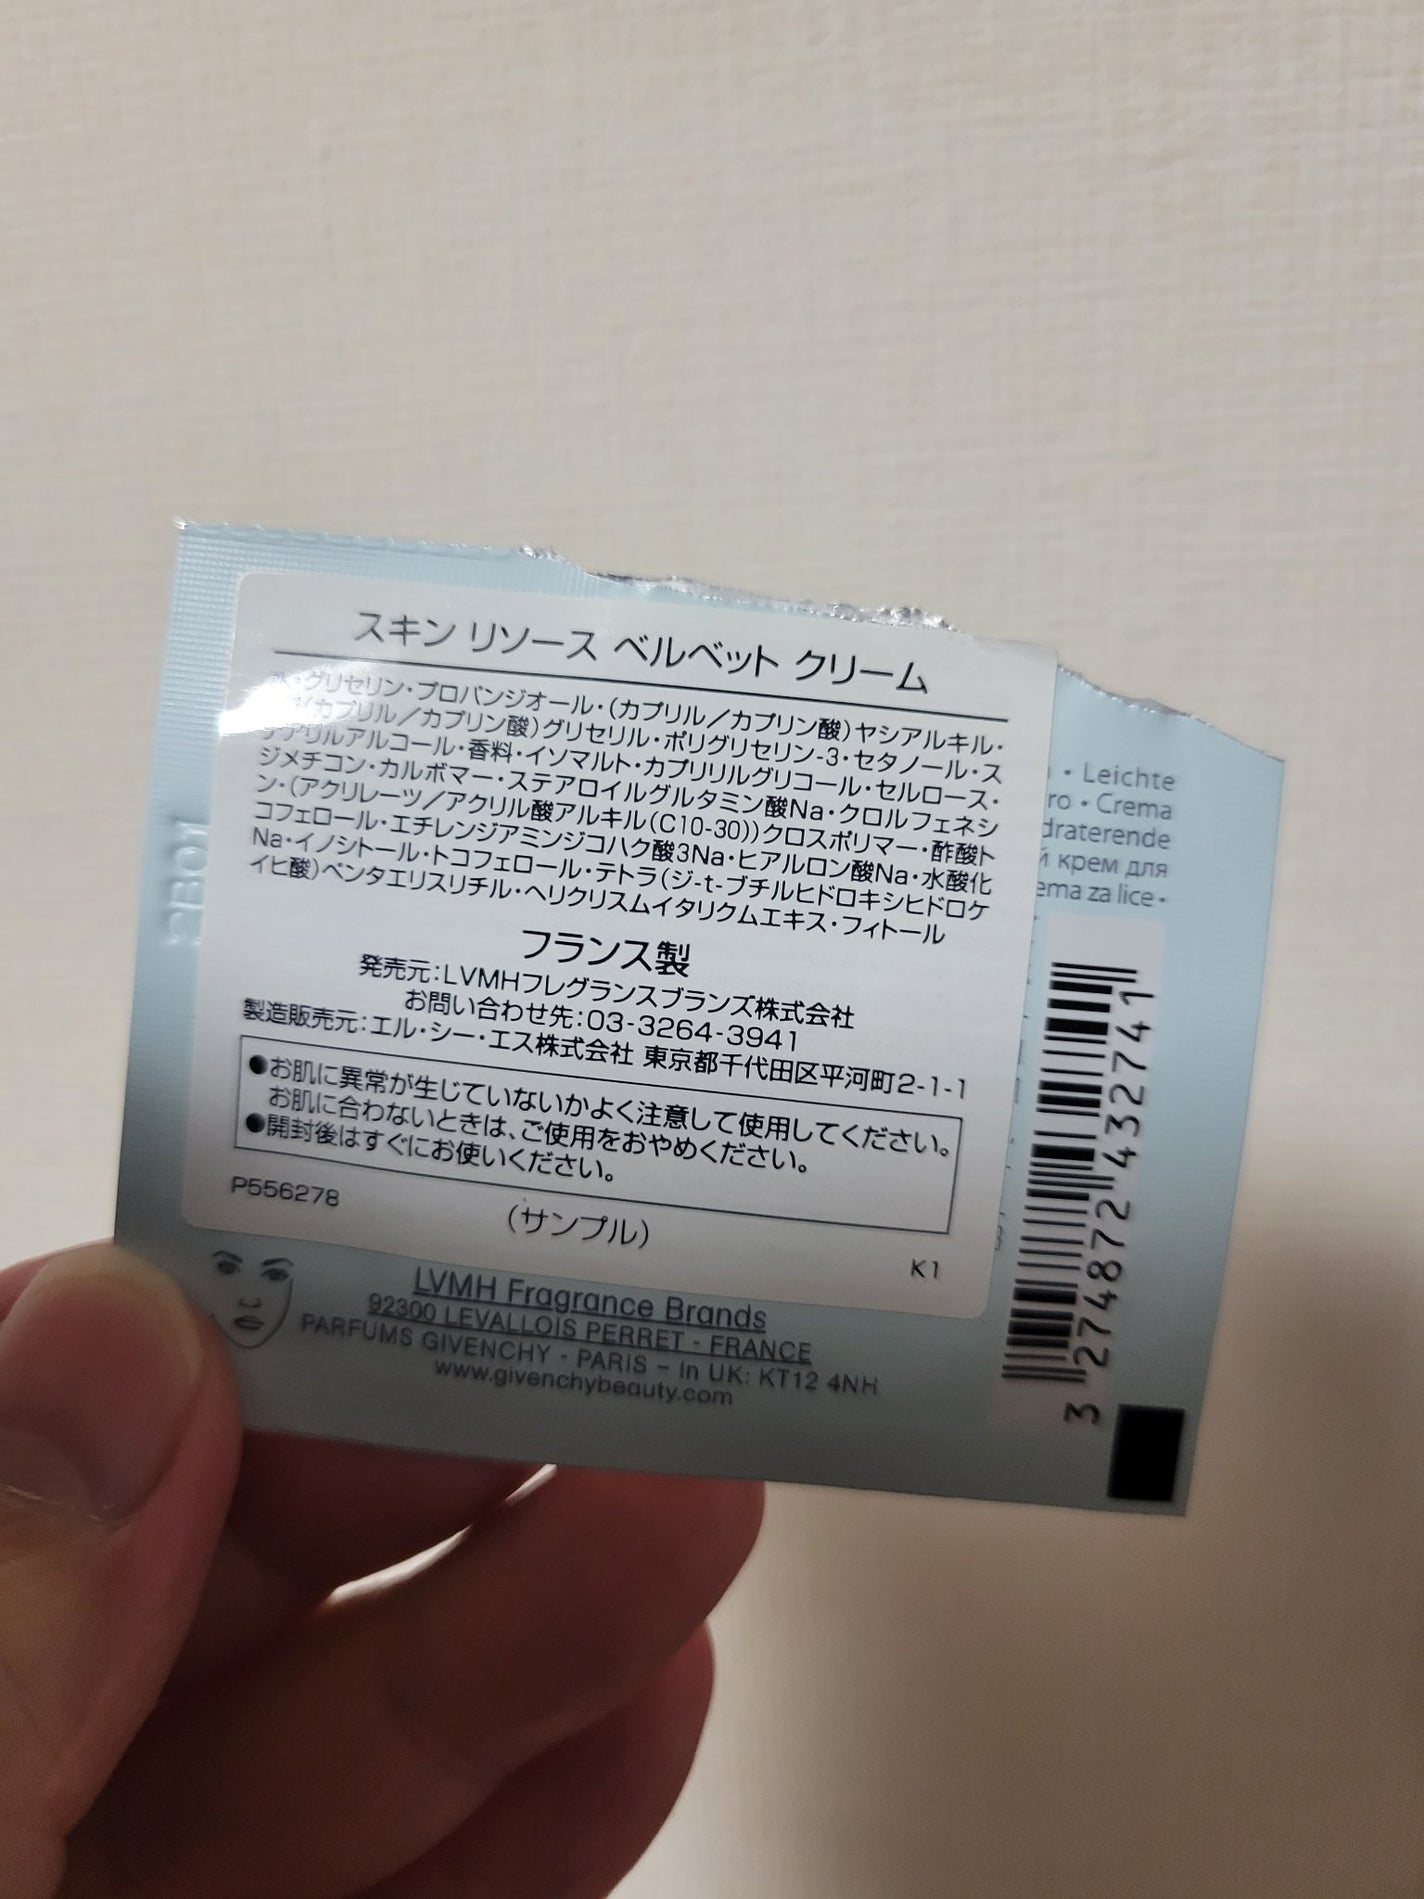 スキン リソース ベルベット クリーム
水・グリセリン・プロパンジオール・(カプリル/カプリン酸)ヤシアルキル・
(カプリル/カプリン酸)グリセリル・ポリグリセリン-3・セタノール・ス
テアリルアルコール・香料・イソマルト・カプリリルグリコール・セルロース・
ジメチコン・カルボマー・ステアロイルグルタミン酸Na・クロルフェネシ
ン・(アクリレーツ/アクリル酸アルキル(C10-30))クロスポリマー・酢酸ト
コフェロール・エチレンジアミンジコハク酸3Na・ヒアルロン酸Na・水酸化
Na・イノシトール・トコフェロール・テトラ(ジ-t-ブチルヒドロキシヒドロケ
イヒ酸)ペンタエリスリチル・ヘリクリスムイタリクムエキス・フィトール
フランス製
発売元:LVMHフレグランスブランズ株式会社
お問い合わせ先:03-3264-3941
製造販売元:エル・シー・エス株式会社 東京都千代田区平河町2-1-1
●お肌に異常が生じていないかよく注意して使用してください。
お肌に合わないときは、ご使用をおやめください。
●開封後はすぐにお使いください。
P556278
(サンプル)
K1
LVMH Fragrance Brands
92300 LEVALLOIS PERRET - FRANCE
PARFUMS GIVENCHY - PARIS – In UK: KT12 4NH
www.givenchybeauty.com
• Leichte
ro • Crema
draterende
й крем для
ema za lice •
3 274872 432741
2B01